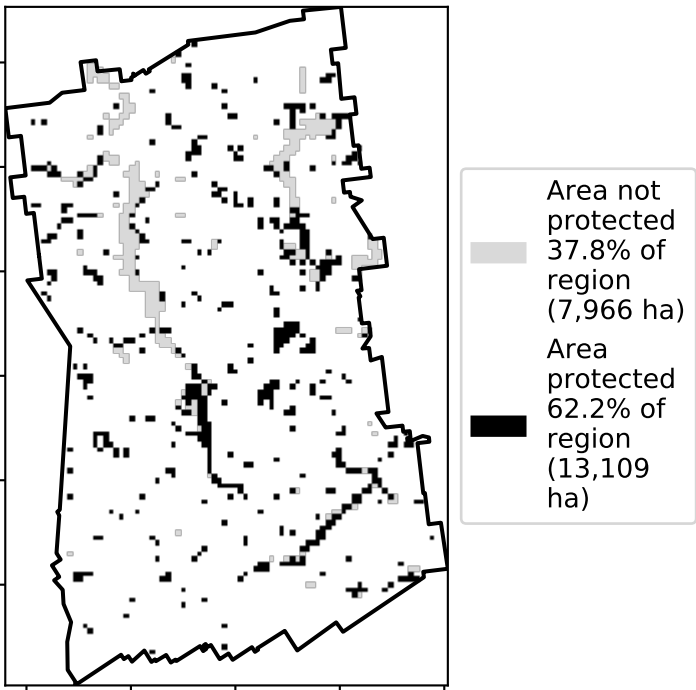 Area not
protected
37.8% of
region
(7,966 ha)
Area
protected
62.2% of
region
(13,109
ha)